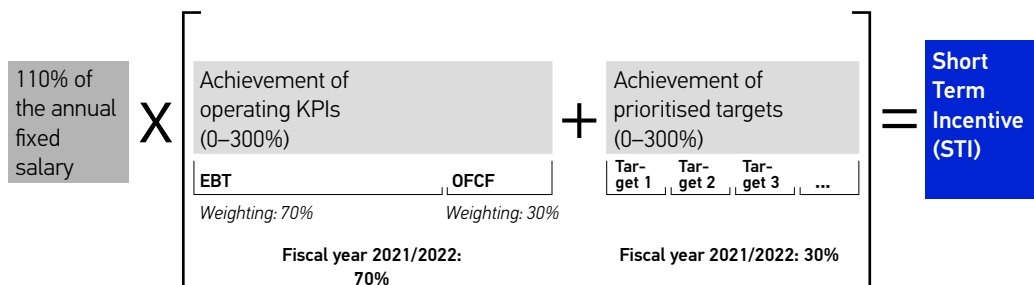 110% of
the annual
fixed
salary
X
Achievement of
operating KPIs
(0–300%)
EBT
OFCF
Weighting: 70%
Weighting: 30%
Fiscal year 2021/2022:
70%
+
Achievement of
prioritised targets
(0–300%)
Tar-
get 1
Tar-
get 2
Tar-
get 3
...
Fiscal year 2021/2022: 30%
=
Short
Term
Incentive
(STI)